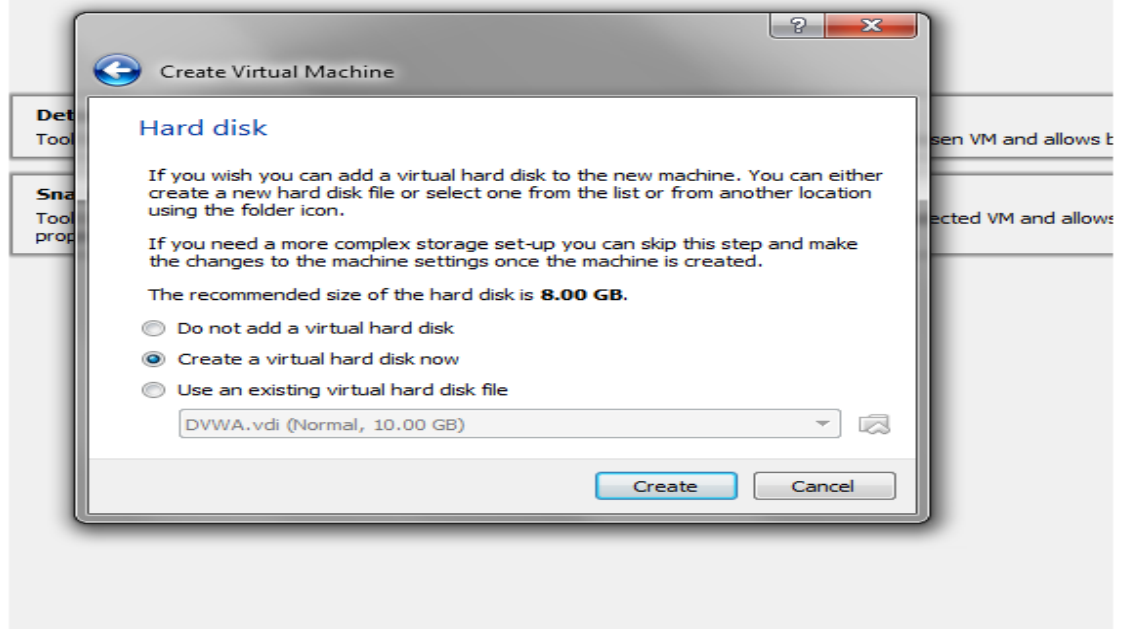 ?
Create Virtual Machine
Det
Tool
sen VM and allows b
Hard disk
If you wish you can add a virtual hard disk to the new machine. You can either
create a new hard disk file or select one from the list or from another location
using the folder icon.
Sna
Tool
prop
ected VM and allows
If you need a more complex storage set-up you can skip this step and make
the changes to the machine settings once the machine is created.
The recommended size of the hard disk is 8.00 GB.
Do not add a virtual hard disk
Create a virtual hard disk now
Use an existing virtual hard disk file
DVWA.vdi (Normal, 10.00 GB)
Create
Cancel